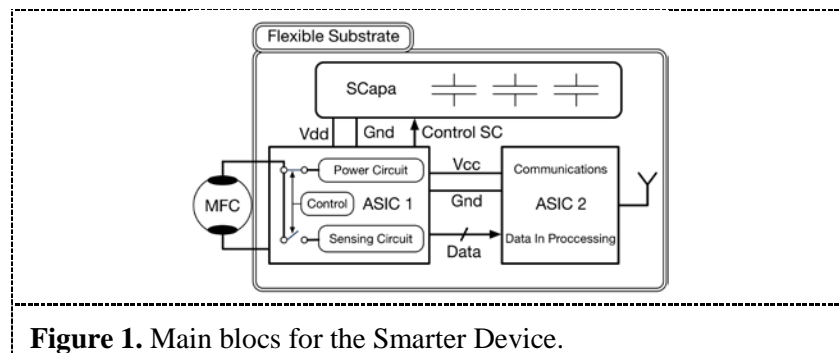 Flexible Substrate
SCapa
Vdd
Gnd
Control SC
Power Circuit
Vcc
Communications
MFC
Control
ASIC 1
Gnd
ASIC 2
Sensing Circuit
Data In Proccessing
Data
Figure 1. Main blocs for the Smarter Device.